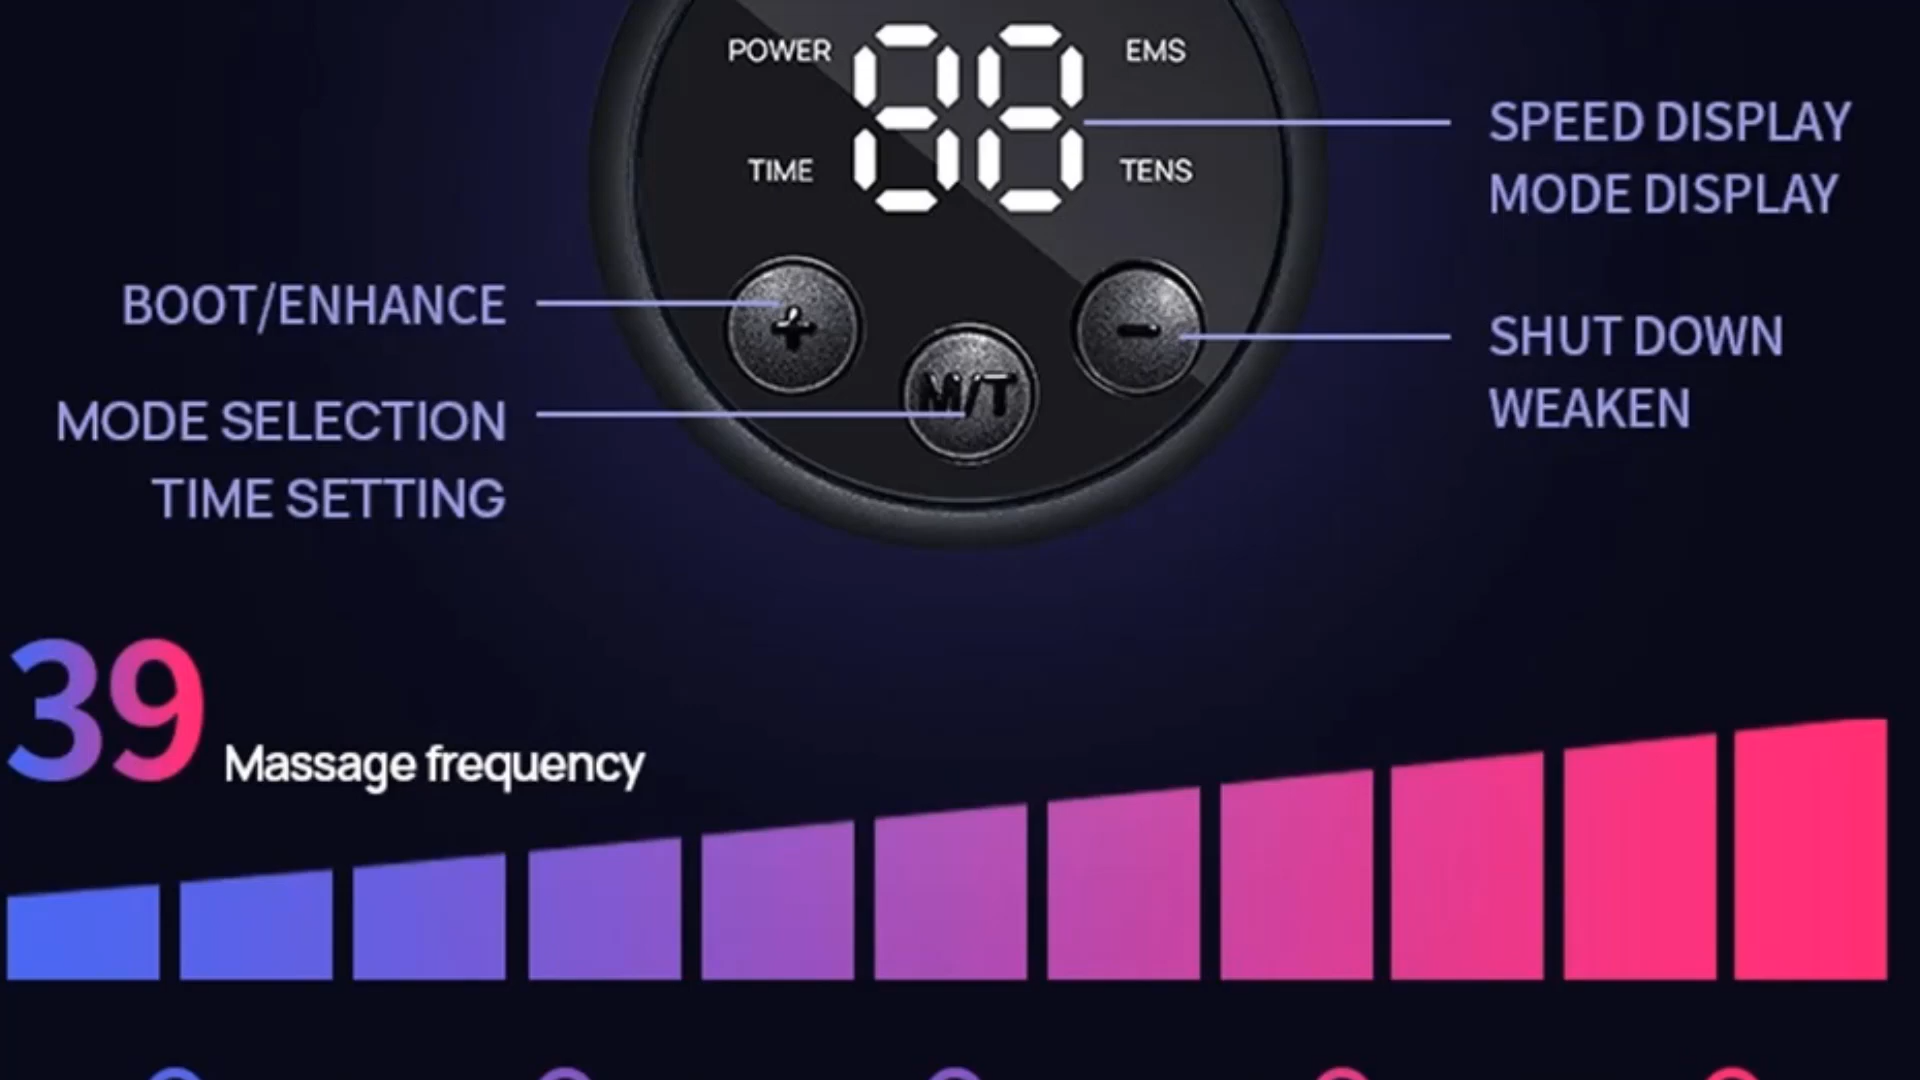 POWER
88
EMS
TIME
TENS
SPEED DISPLAY
MODE DISPLAY
BOOT/ENHANCE
+
-
SHUT DOWN
WEAKEN
MODE SELECTION
M/T
TIME SETTING
39 Massage frequency